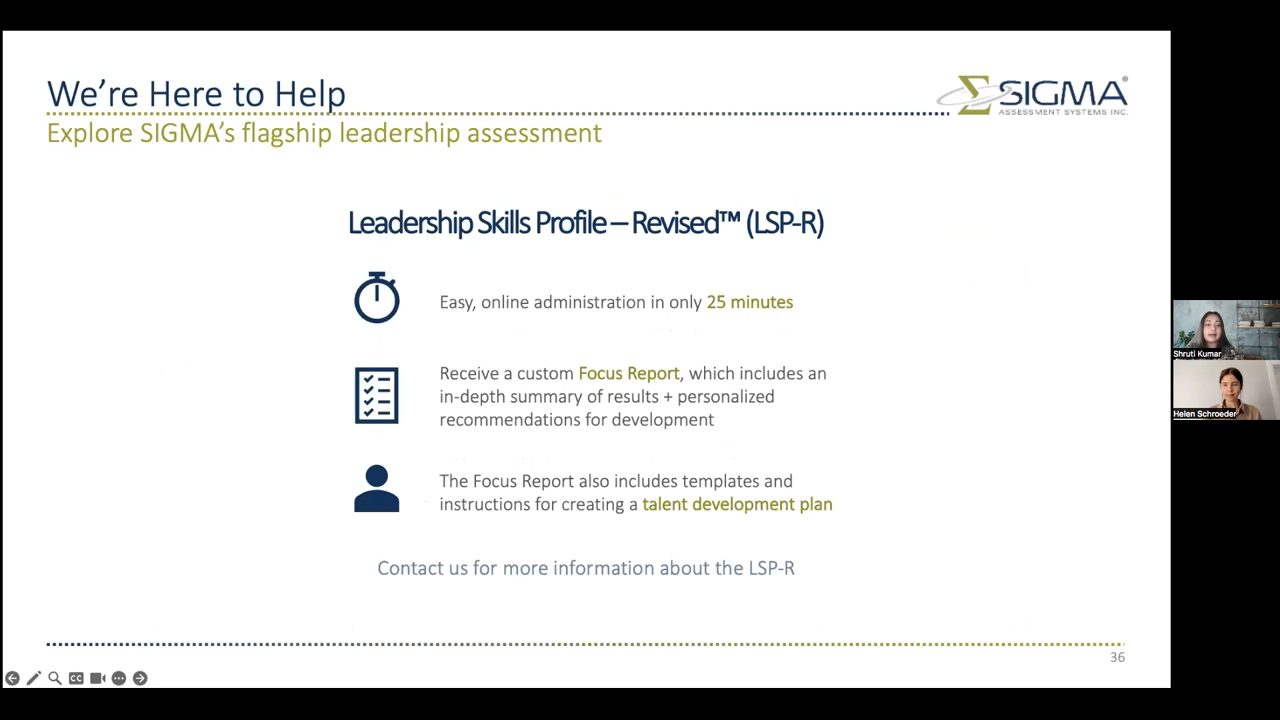 We're Here to Help
Explore SIGMA's flagship leadership assessment
ΣSIGMA®
ASSESSMENT SYSTEMS INC.
Leadership Skills Profile – Revised™ (LSP-R)
Easy, online administration in only 25 minutes
Receive a custom Focus Report, which includes an
in-depth summary of results + personalized
recommendations for development
The Focus Report also includes templates and
instructions for creating a talent development plan
Contact us for more information about the LSP-R
36
CC
Shruti Kumar
Helen Schroeder